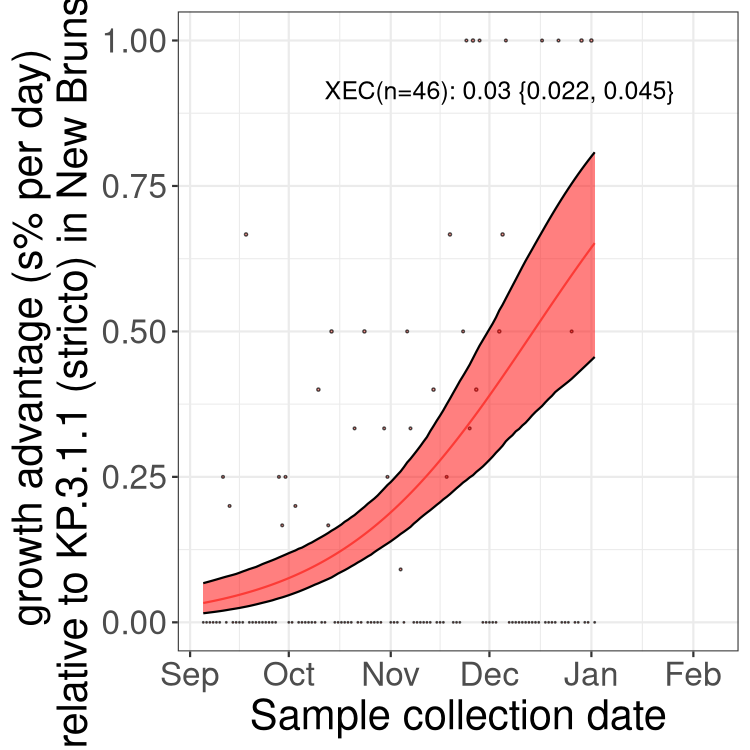 growth advantage (s% per day)
relative to KP.3.1.1 (stricto) in New Bruns
1.00
0.75
0.50
0.25
0.00
XEC(n=46): 0.03 {0.022, 0.045}
Sep Oct Nov Dec Jan Feb
Sample collection date